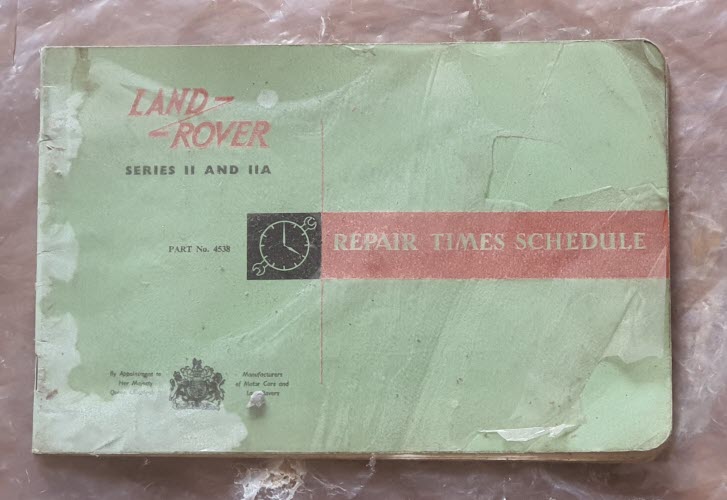 LAND-
-ROVER
SERIES II AND IIA
PART No. 4538
REPAIR TIMES SCHEDULE
By Appointment to
Her Majesty
Manufacturers
of Motor Cars and